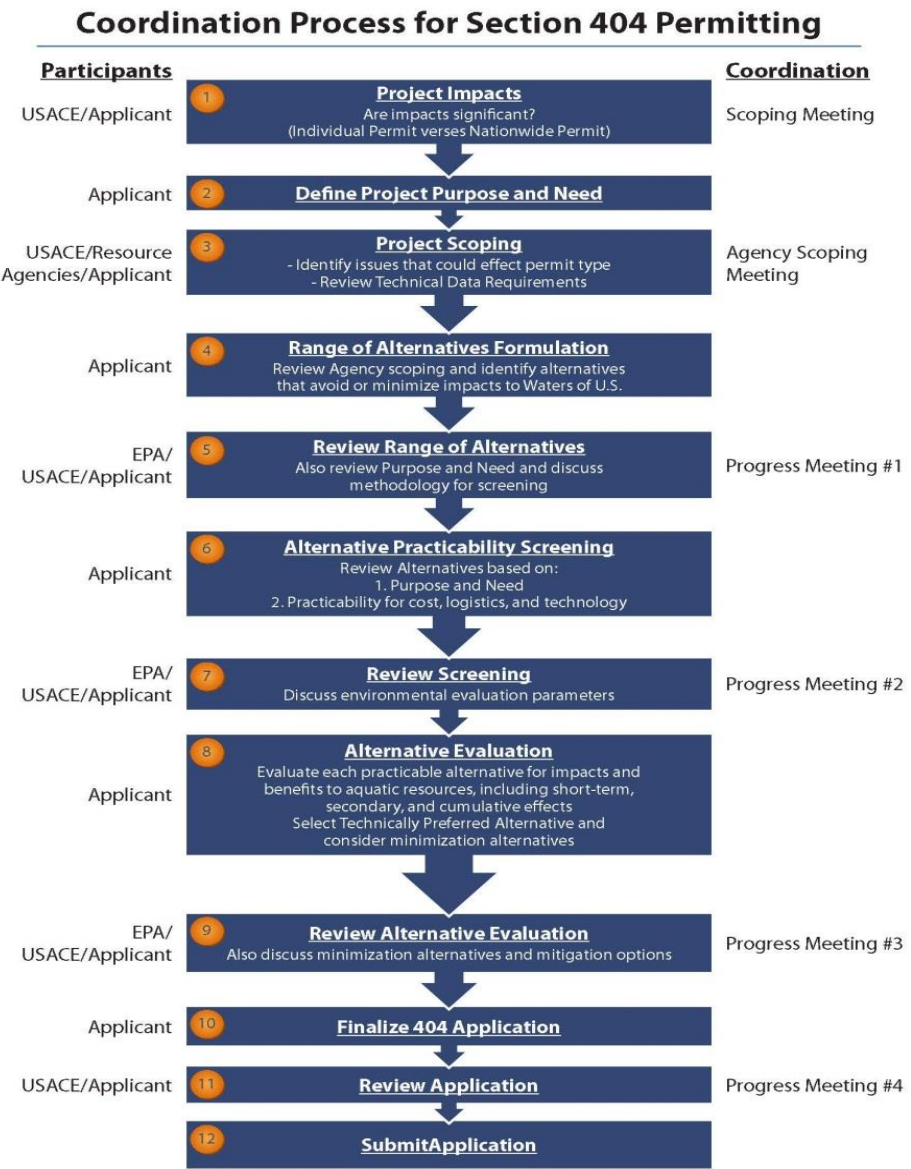 Coordination Process for Section 404 Permitting
Participants
Coordination
USACE/Applicant
1
Project Impacts
Are impacts significant?
(Individual Permit verses Nationwide Permit)
Scoping Meeting
Applicant
2
Define Project Purpose and Need
USACE/Resource
Agencies/Applicant
3
Project Scoping
- Identify issues that could effect permit type
- Review Technical Data Requirements
Agency Scoping
Meeting
Applicant
4
Range of Alternatives Formulation
Review Agency scoping and identify alternatives
that avoid or minimize impacts to Waters of U.S.
EPA/
USACE/Applicant
5
Review Range of Alternatives
Also review Purpose and Need and discuss
methodology for screening
Progress Meeting #1
Applicant
6
Alternative Practicability Screening
Review Alternatives based on:
1. Purpose and Need
2. Practicability for cost, logistics, and technology
EPA/
USACE/Applicant
7
Review Screening
Discuss environmental evaluation parameters
Progress Meeting #2
Applicant
8
Alternative Evaluation
Evaluate each practicable alternative for impacts and
benefits to aquatic resources, including short-term,
secondary, and cumulative effects
Select Technically Preferred Alternative and
consider minimization alternatives
EPA/
USACE/Applicant
9
Review Alternative Evaluation
Also discuss minimization alternatives and mitigation options
Progress Meeting #3
Applicant
10
Finalize 404 Application
USACE/Applicant
11
Review Application
Progress Meeting #4
12
SubmitApplication